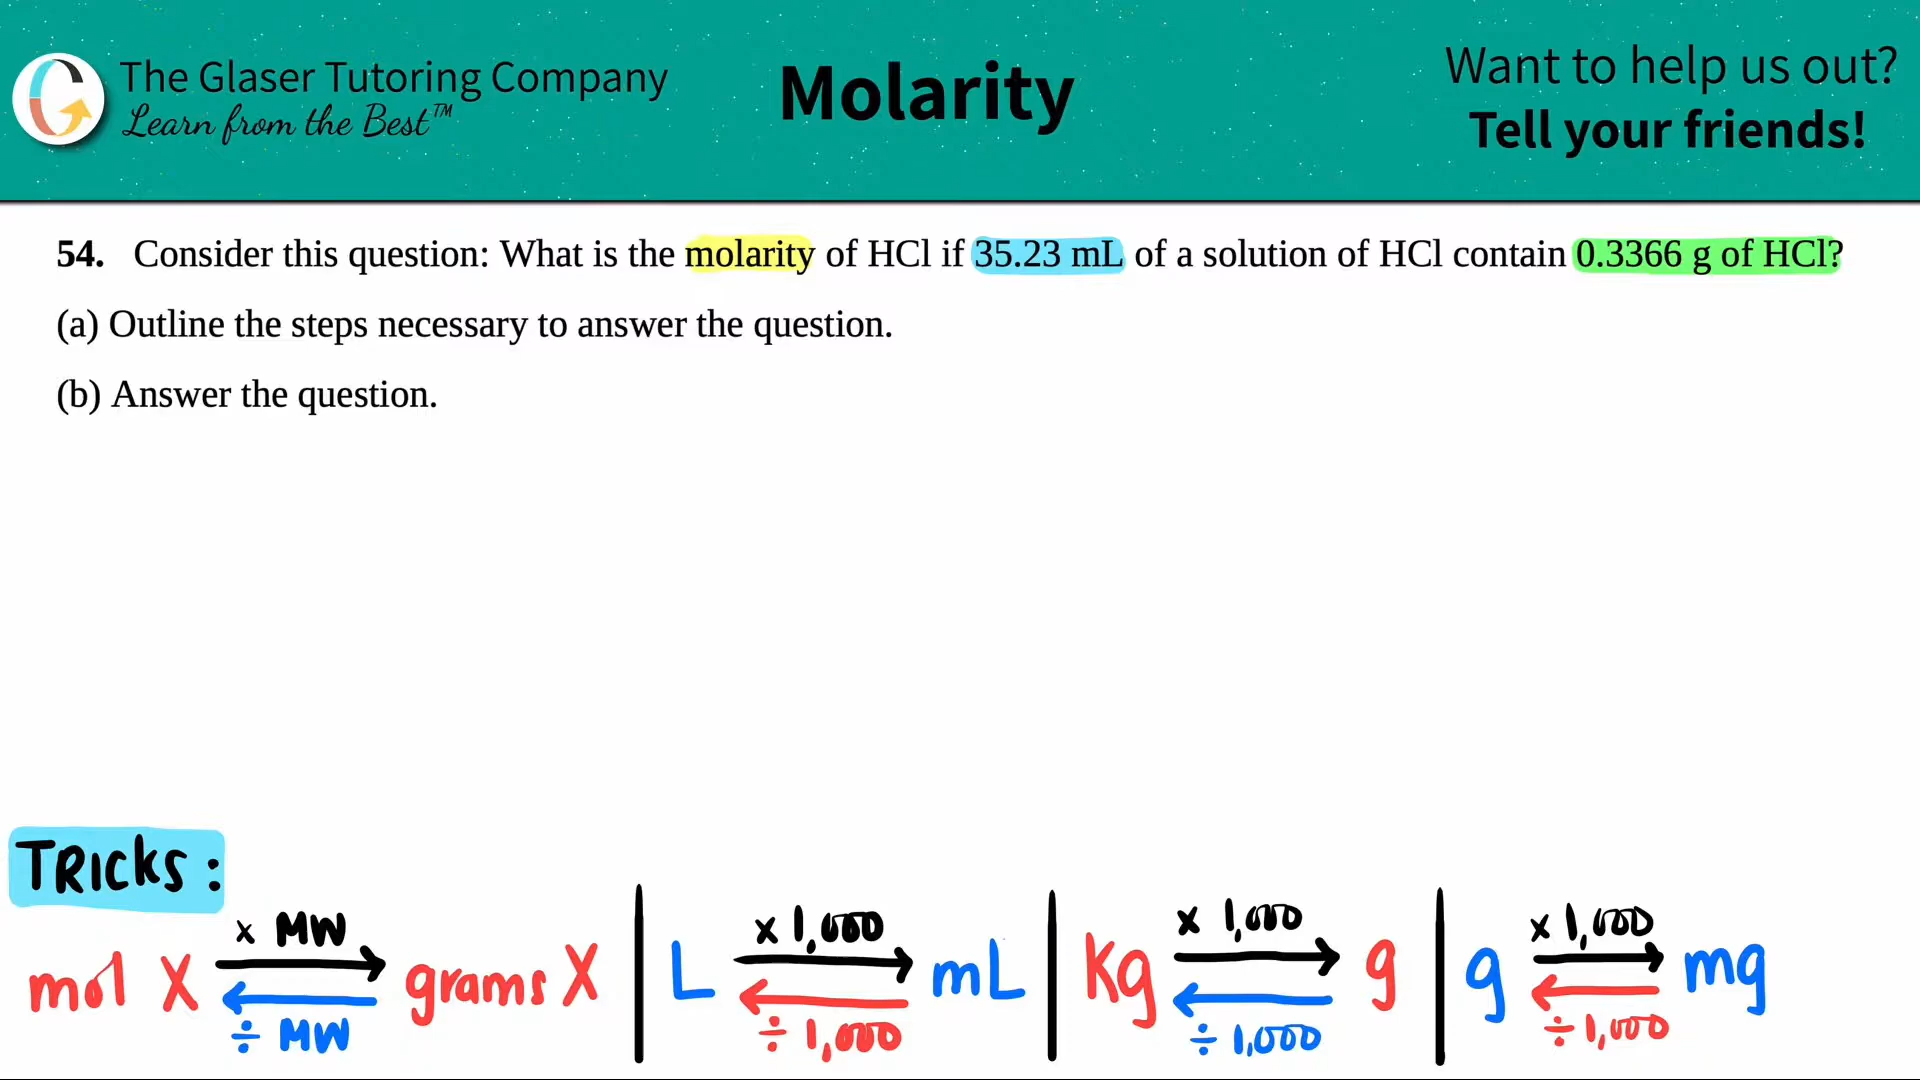 The Glaser Tutoring Company
Learn from the Best™
Molarity
Want to help us out?
Tell your friends!
54. Consider this question: What is the molarity of HCl if 35.23 mL of a solution of HCl contain 0.3366 g of HCl?
(a) Outline the steps necessary to answer the question.
(b) Answer the question.
TRICKS :
x MW
mol X grams X
÷ MW
x 1,000
L mL
÷ 1,000
x 1,000
Kg g
÷ 1,000
x 1,000
g mg
÷ 1,000